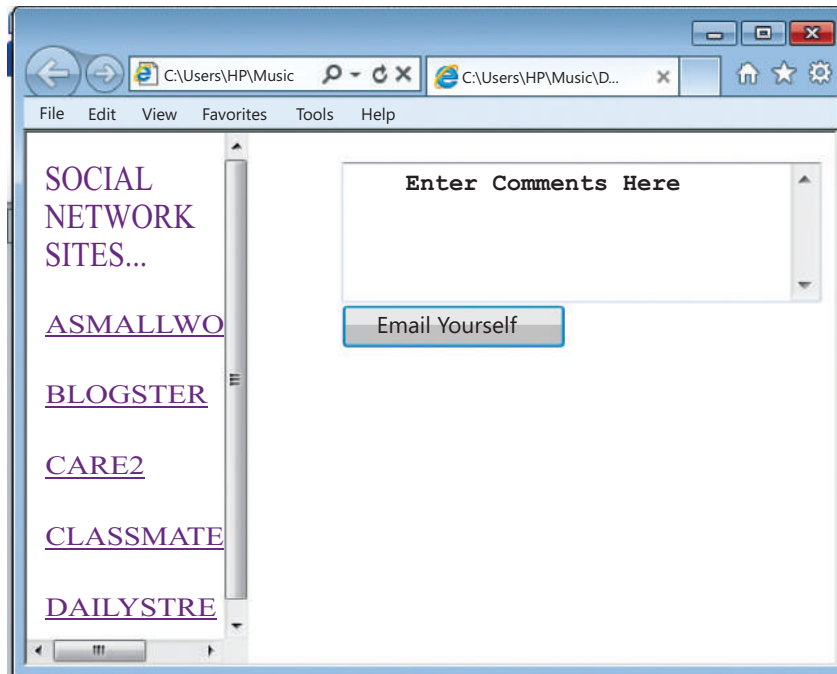 C:\Users\HP\Music
C:\Users\HP\Music\D...
File Edit View Favorites Tools Help
SOCIAL
NETWORK
SITES...
ASMALLWO
BLOGSTER
CARE2
CLASSMATE
DAILYSTRE
Enter Comments Here
Email Yourself